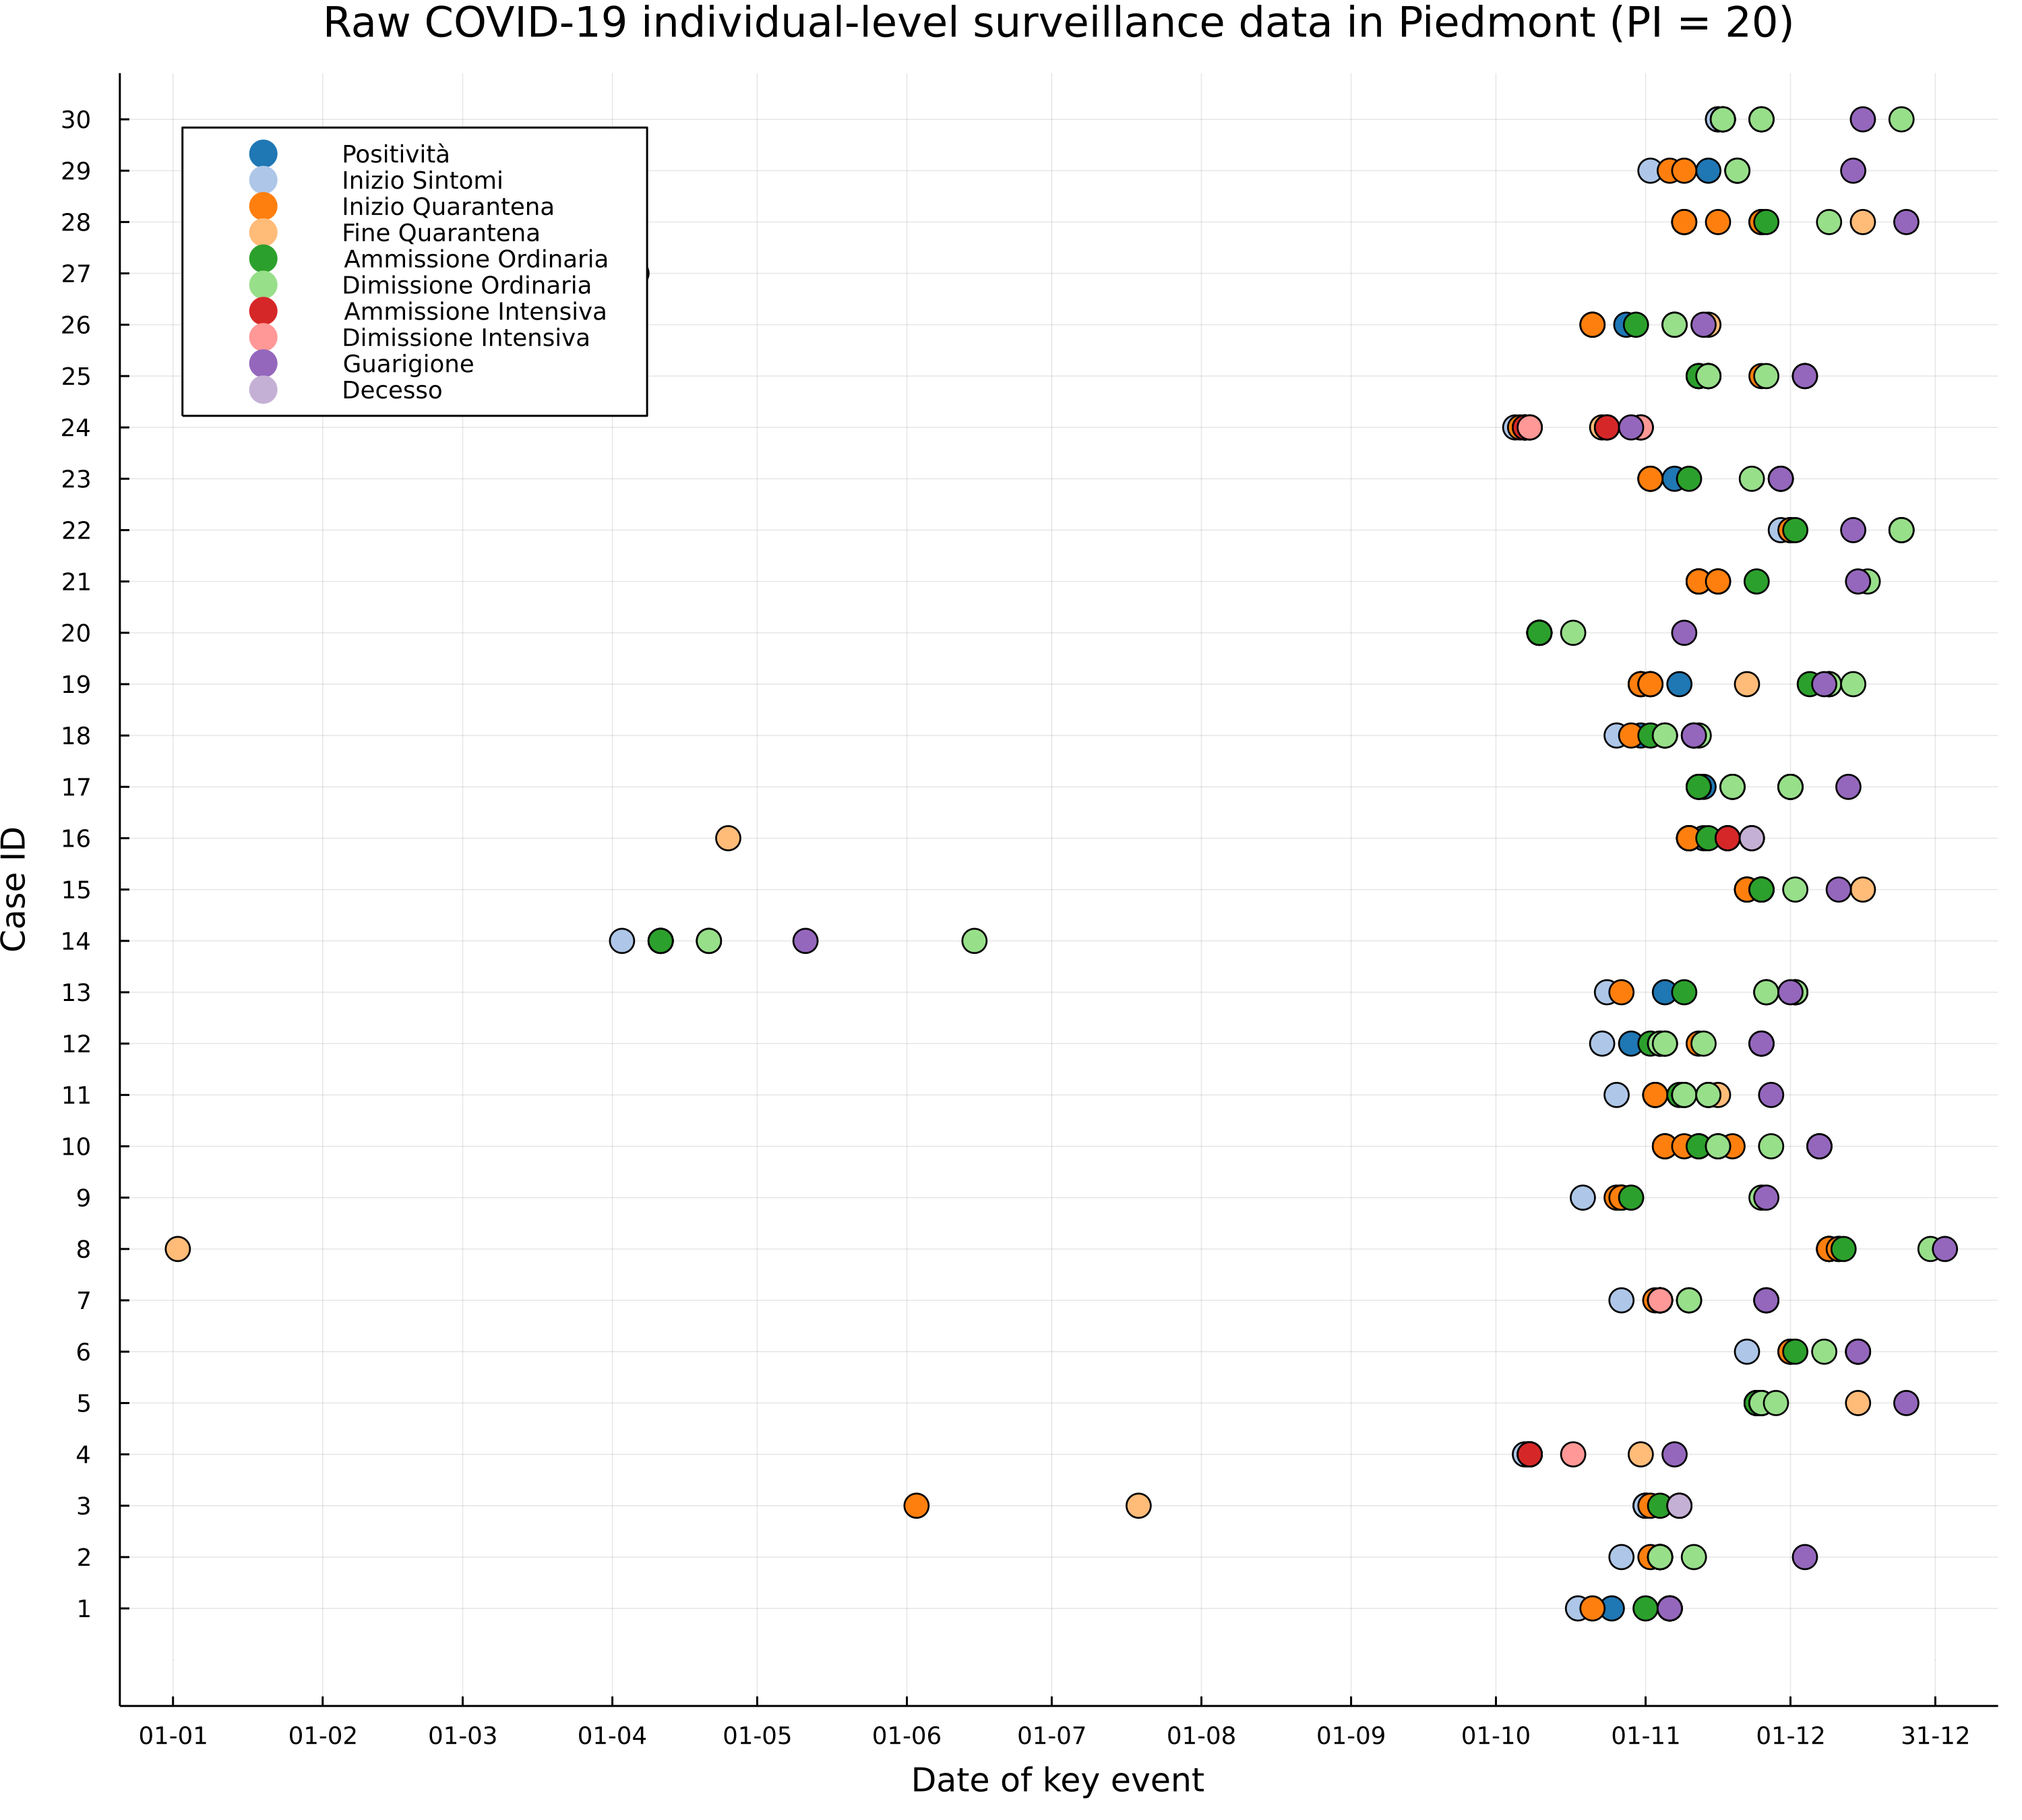 Raw COVID-19 individual-level surveillance data in Piedmont (PI = 20)
30
29
28
27
26
25
24
23
22
21
20
19
18
17
16
15
14
13
12
11
10
9
8
7
6
5
4
3
2
1
Positività
Inizio Sintomi
Inizio Quarantena
Fine Quarantena
Ammissione Ordinaria
Dimissione Ordinaria
Ammissione Intensiva
Dimissione Intensiva
Guarigione
Decesso
Case ID
01-01 01-02 01-03 01-04 01-05 01-06 01-07 01-08 01-09 01-10 01-11 01-12 31-12
Date of key event